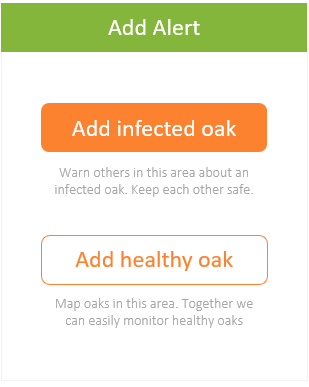 Add Alert
Add infected oak
Warn others in this area about an
infected oak. Keep each other safe.
Add healthy oak
Map oaks in this area. Together we
can easily monitor healthy oaks